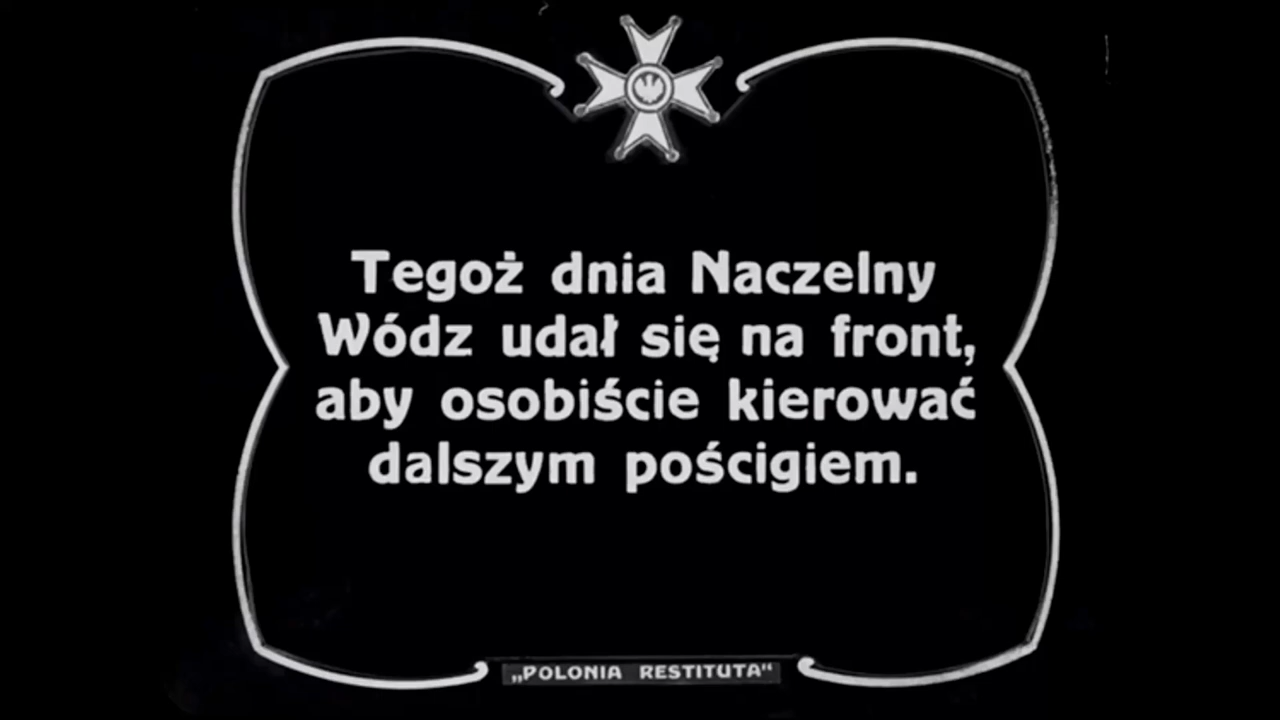 Tegoż dnia Naczelny
Wódz udał się na front,
aby osobiście kierować
dalszym pościgiem.
„POLONIA RESTITUTA“